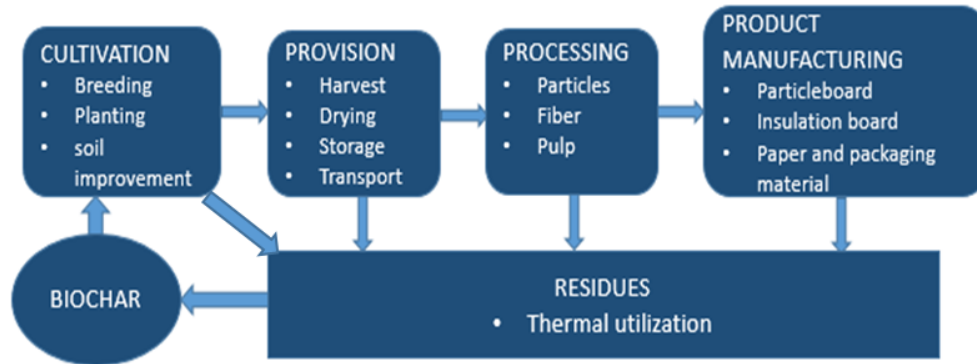 CULTIVATION
• Breeding
• Planting
• soil
improvement
PROVISION
• Harvest
• Drying
• Storage
• Transport
PROCESSING
• Particles
• Fiber
• Pulp
PRODUCT
MANUFACTURING
• Particleboard
• Insulation board
• Paper and packaging
material
BIOCHAR
RESIDUES
• Thermal utilization